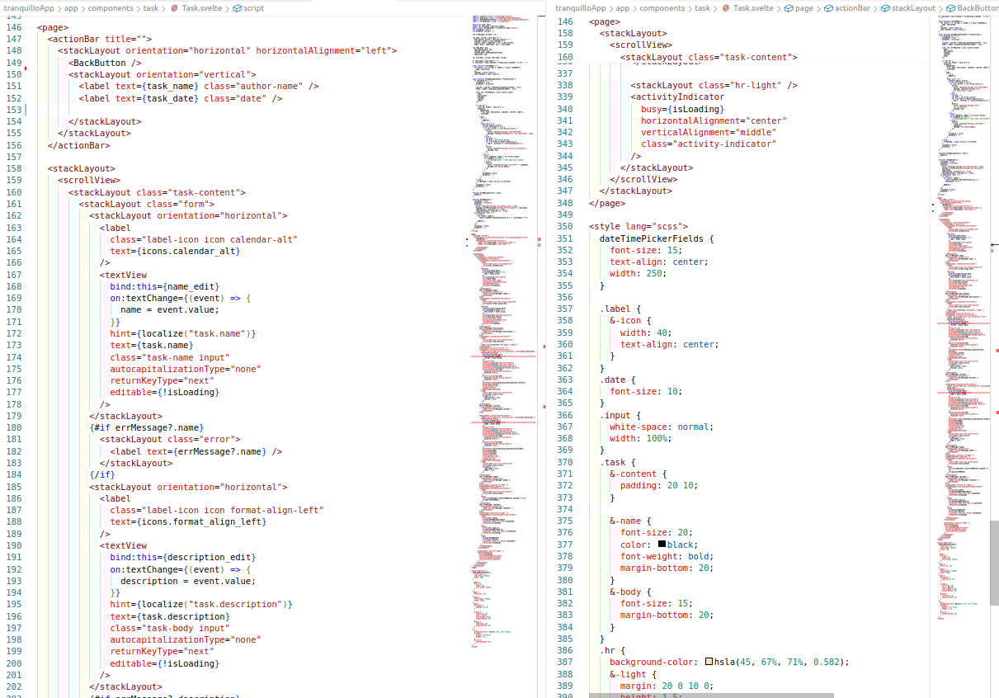 tranquilloApp > app > components > task > Task.svelte > script
145
146 <page>
147 <actionBar title="">
148 <stackLayout orientation="horizontal" horizontalAlignment="left">
149 <BackButton />
150 <stackLayout orientation="vertical">
151 <label text={task_name} class="author-name" />
152 <label text={task_date} class="date" />
153
154 </stackLayout>
155 </stackLayout>
156 </actionBar>
157
158 <stackLayout>
159 <scrollView>
160 <stackLayout class="task-content">
161 <stackLayout class="form">
162 <stackLayout orientation="horizontal">
163 <label
164 class="label-icon icon calendar-alt"
165 text={icons.calendar_alt}
166 />
167 <textView
168 bind:this={name_edit}
169 on:textChange={(event) => {
170 name = event.value;
171 }}
172 hint={localize("task.name")}
173 text={task.name}
174 class="task-name input"
175 autocapitalizationType="none"
176 returnKeyType="next"
177 editable={!isLoading}
178 />
179 </stackLayout>
180 {#if errMessage?.name}
181 <stackLayout class="error">
182 <label text={errMessage?.name} />
183 </stackLayout>
184 {/if}
185 <stackLayout orientation="horizontal">
186 <label
187 class="label-icon icon format-align-left"
188 text={icons.format_align_left}
189 />
190 <textView
191 bind:this={description_edit}
192 on:textChange={(event) => {
193 description = event.value;
194 }}
195 hint={localize("task.description")}
196 text={task.description}
197 class="task-body input"
198 autocapitalizationType="none"
199 returnKeyType="next"
200 editable={!isLoading}
201 />
202 </stackLayout>
203 {#if errMessage?.description}
tranquilloApp > app > components > task > Task.svelte > page > actionBar > stackLayout > BackButton
146 <page>
158 <stackLayout>
159 <scrollView>
160 <stackLayout class="task-content">
337
338 <stackLayout class="hr-light" />
339 <activityIndicator
340 busy={isLoading}
341 horizontalAlignment="center"
342 verticalAlignment="middle"
343 class="activity-indicator"
344 />
345 </stackLayout>
346 </scrollView>
347 </stackLayout>
348 </page>
349
350 <style lang="scss">
351 dateTimePickerFields {
352 font-size: 15;
353 text-align: center;
354 width: 250;
355 }
356
357 .label {
358 &-icon {
359 width: 40;
360 text-align: center;
361 }
362 }
363 .date {
364 font-size: 10;
365 }
366 .input {
367 white-space: normal;
368 width: 100%;
369 }
370 .task {
371 &-content {
372 padding: 20 10;
373 }
374
375 &-name {
376 font-size: 20;
377 color: black;
378 font-weight: bold;
379 margin-bottom: 20;
380 }
381 &-body {
382 font-size: 15;
383 margin-bottom: 20;
384 }
385 }
386 .hr {
387 background-color: hsla(45, 67%, 71%, 0.582);
388 &-light {
389 margin: 20 0 10 0;
390 height: 1.5;